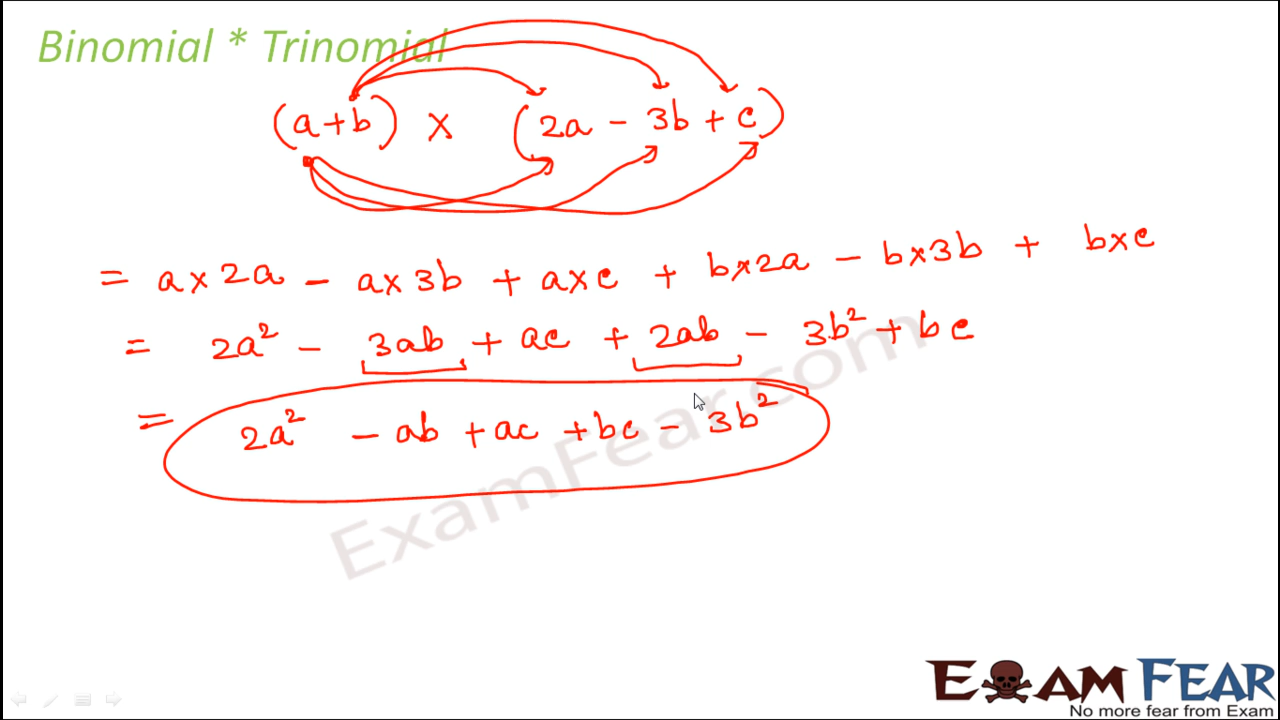 Binomial * Trinomial
(a+b) × (2a - 3b + c)
= a×2a - a×3b + a×c + b×2a - b×3b + b×c
= 2a² - 3ab + ac + 2ab - 3b² + bc
= 2a² - ab + ac + bc - 3b²
ExamFear.com
EXAM FEAR
No more fear from Exam